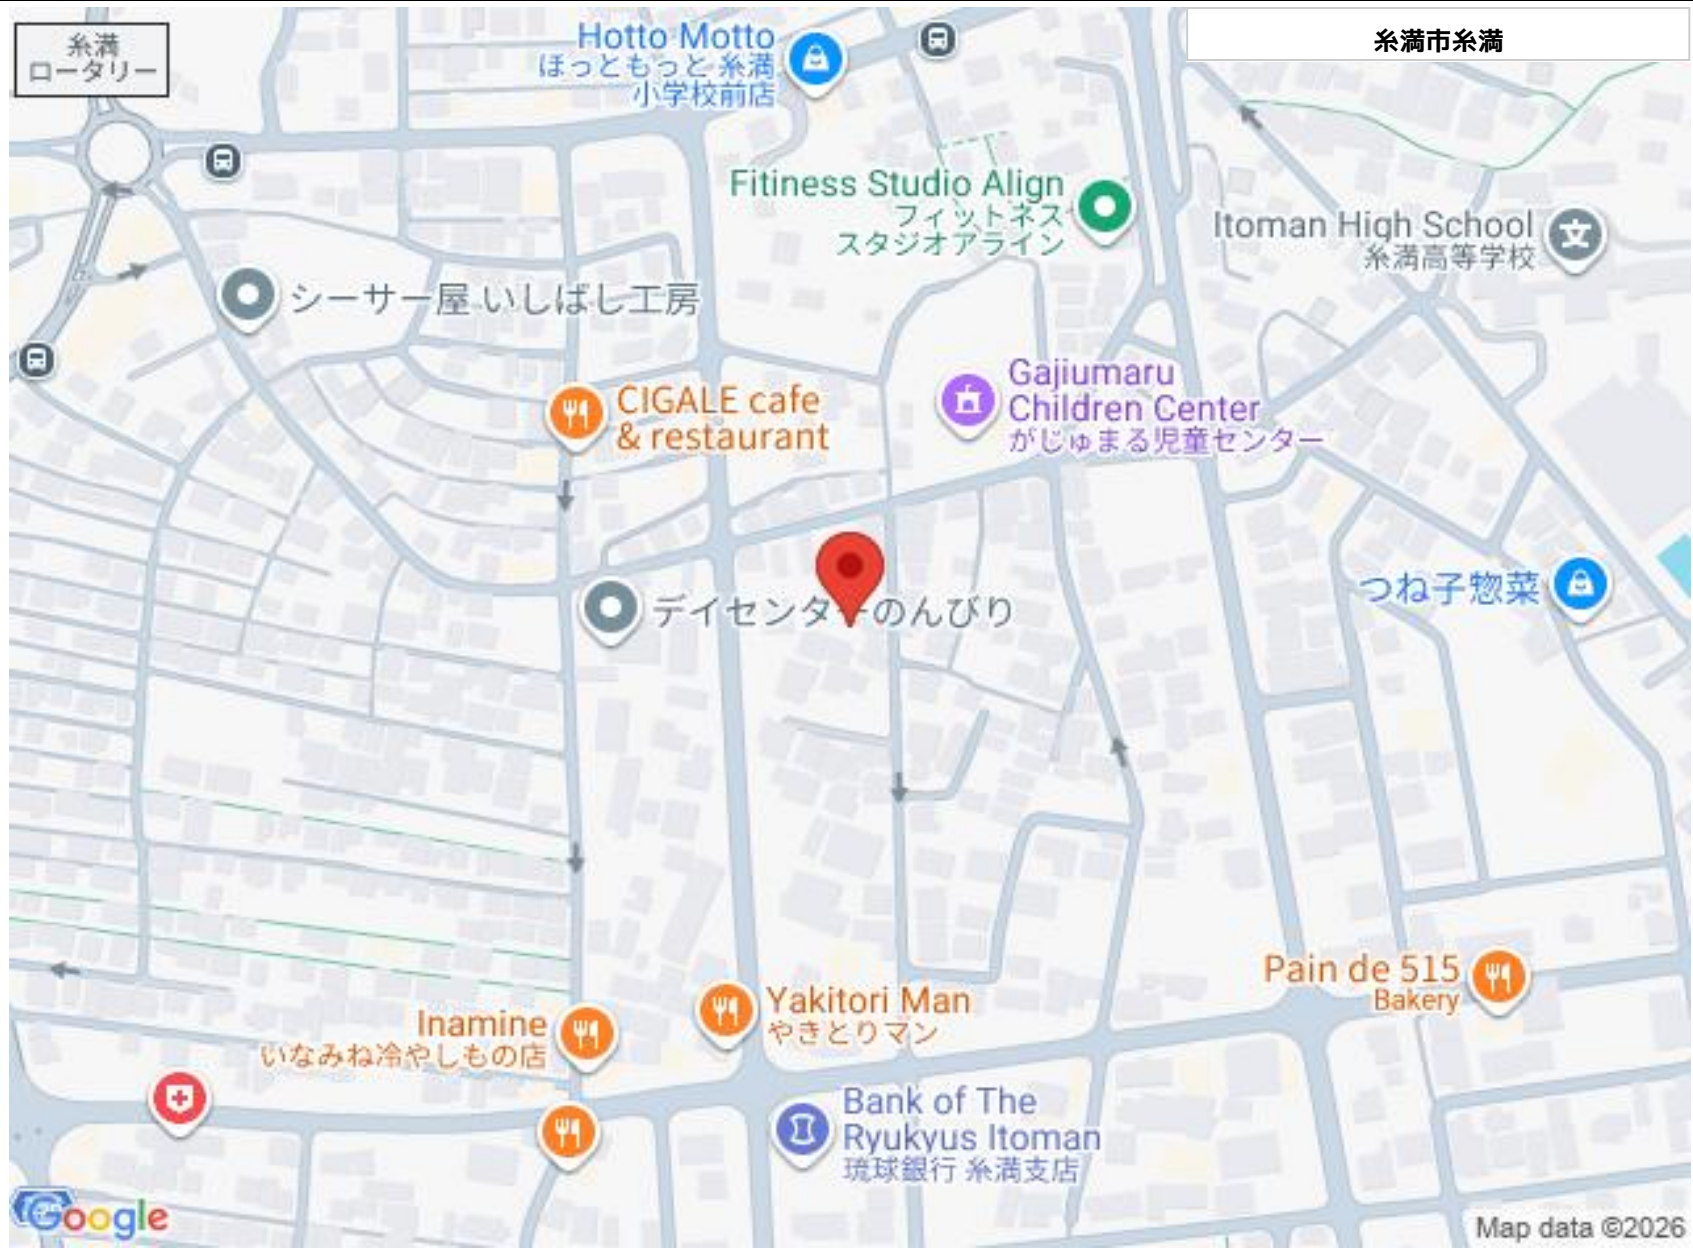 糸満
ロータリー
糸満市糸満
Hotto Motto
ほっともっと 糸満
小学校前店
Fitiness Studio Align
フィットネス
スタジオアライン
Itoman High School
糸満高等学校
文
シーサー屋 いしばし工房
Gajiumaru
Children Center
がじゅまる児童センター
CIGALE cafe
& restaurant
つね子惣菜
デイセンターのんびり
Pain de 515
Bakery
Yakitori Man
やきとりマン
Inamine
いなみね冷やしもの店
Bank of The
Ryukyus Itoman
琉球銀行 糸満支店
Google
Map data ©2026